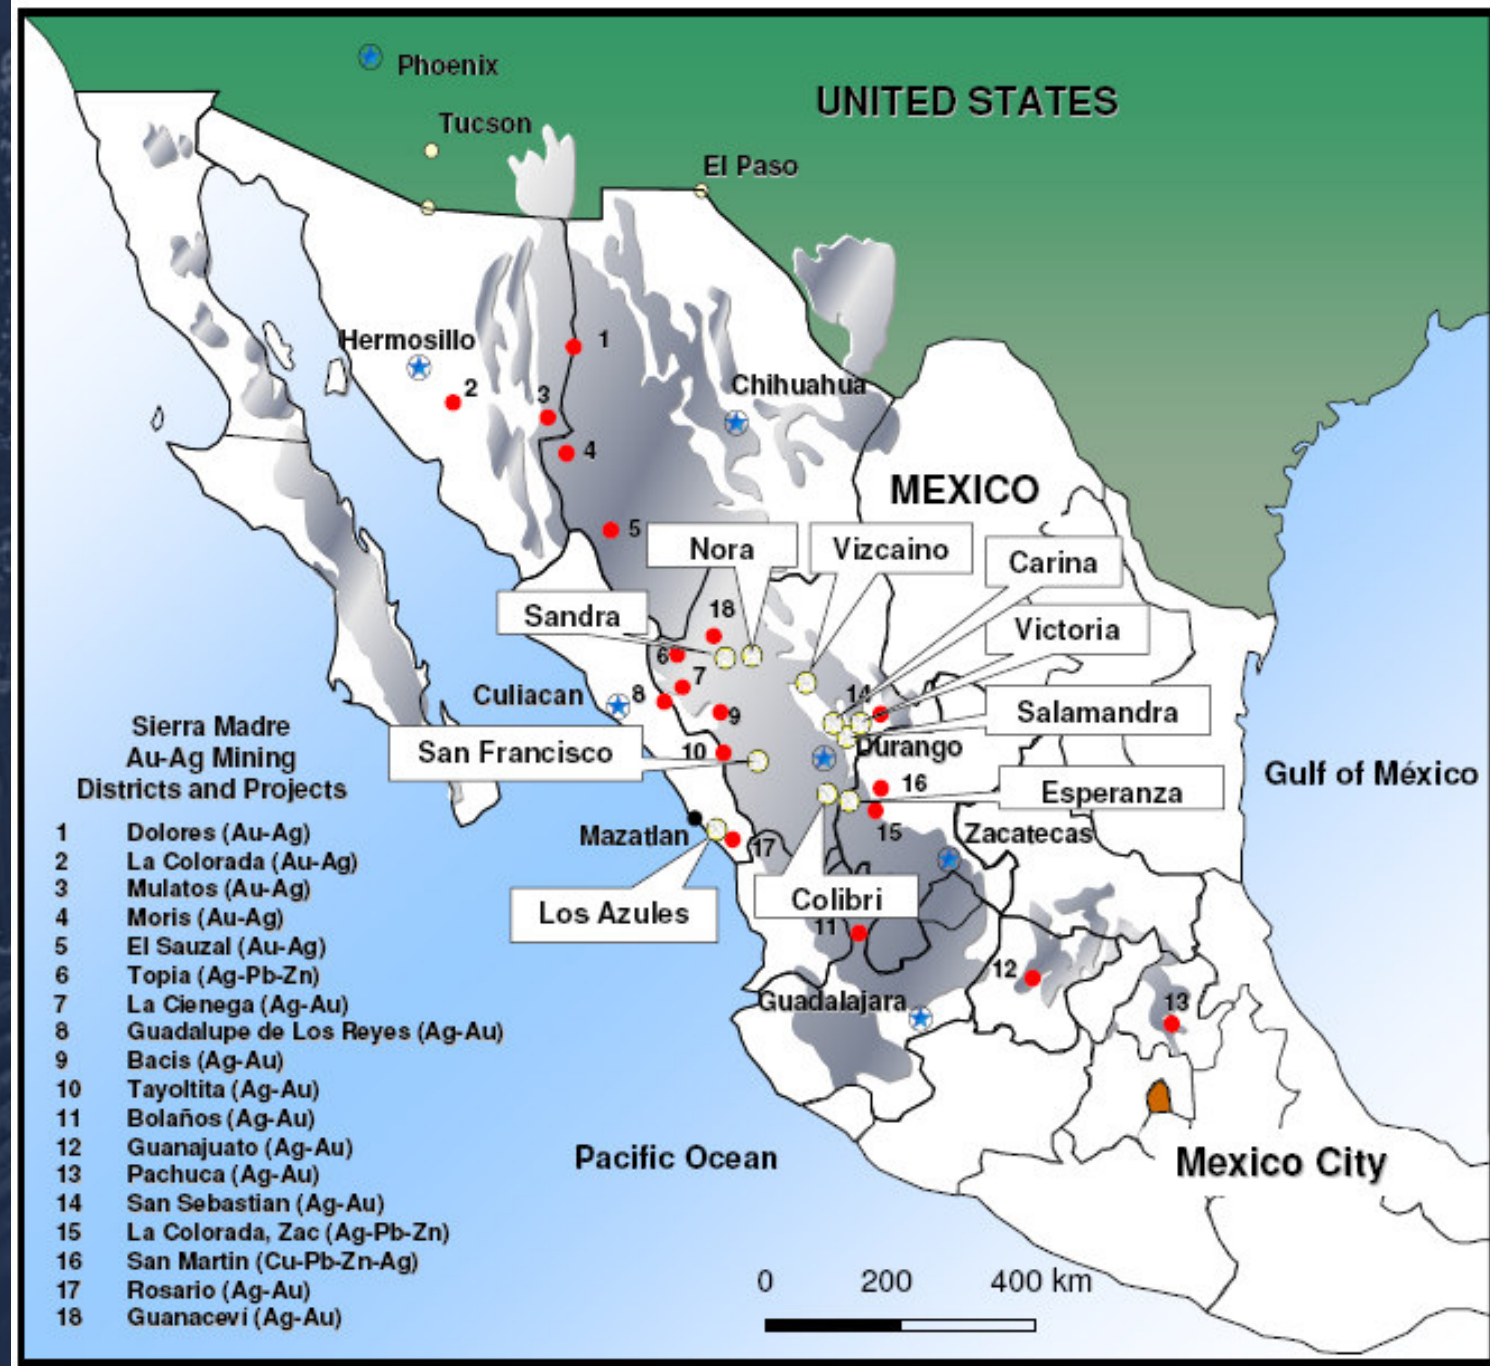 Phoenix
UNITED STATES
Tucson
El Paso
Hermosillo
1
Chihuahua
2
3
4
MEXICO
5
Nora
Vizcaino
Carina
Sandra
18
Victoria
6
7
Culiacan
8
14
Salamandra
9
Sierra Madre
Au-Ag Mining
Districts and Projects
San Francisco
10
Durango
Gulf of México
16
Esperanza
15
Mazatlan
17
Zacatecas
Los Azules
Colibri
11
12
Guadalajara
13
1 Dolores (Au-Ag)
2 La Colorada (Au-Ag)
3 Mulatos (Au-Ag)
4 Moris (Au-Ag)
5 El Sauzal (Au-Ag)
6 Topia (Ag-Pb-Zn)
7 La Cienega (Ag-Au)
8 Guadalupe de Los Reyes (Ag-Au)
9 Bacis (Ag-Au)
10 Tayoltita (Ag-Au)
11 Bolaños (Ag-Au)
12 Guanajuato (Ag-Au)
13 Pachuca (Ag-Au)
14 San Sebastian (Ag-Au)
15 La Colorada, Zac (Ag-Pb-Zn)
16 San Martin (Cu-Pb-Zn-Ag)
17 Rosario (Ag-Au)
18 Guanaceví (Ag-Au)
Pacific Ocean
Mexico City
0 200 400 km